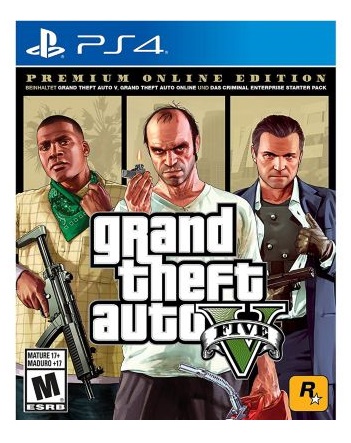 PS4
PREMIUM ONLINE EDITION
BEINHALTET GRAND THEFT AUTO V, GRAND THEFT AUTO ONLINE UND DAS CRIMINAL ENTERPRISE STARTER PACK
grand
theft
auto
V
FIVE
MATURE 17+
MADURO +17
M
ESRB
R